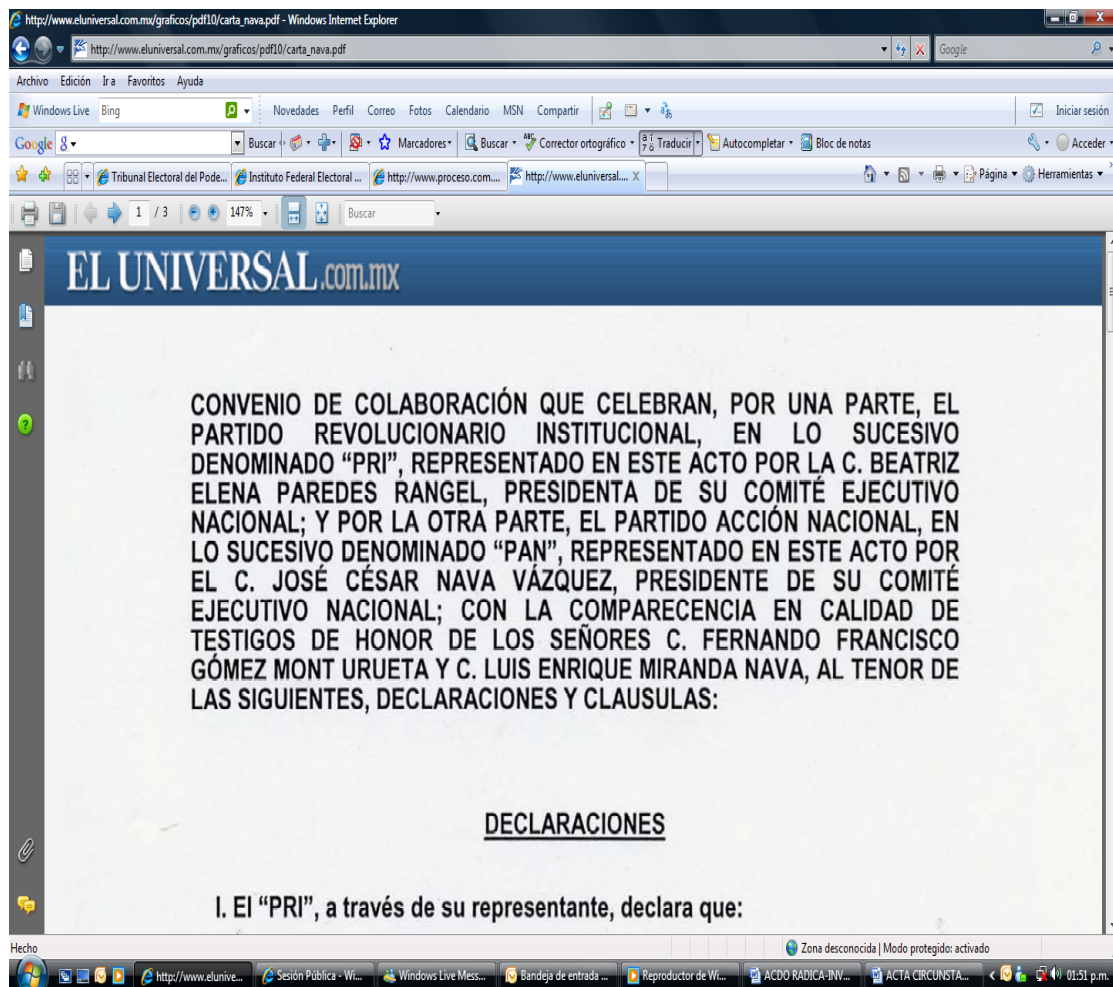 http://www.eluniversal.com.mx/graficos/pdf10/carta_nava.pdf - Windows Internet Explorer
http://www.eluniversal.com.mx/graficos/pdf10/carta_nava.pdf Google
Archivo Edición Ir a Favoritos Ayuda
Windows Live Bing Novedades Perfil Correo Fotos Calendario MSN Compartir Iniciar sesión
Google Buscar Marcadores Buscar Corrector ortográfico Traducir Autocompletar Bloc de notas Acceder
Tribunal Electoral del Pode... Instituto Federal Electoral ... http://www.proceso.com.... http://www.eluniversal.... X Página Herramientas
1 / 3 147% Buscar
EL UNIVERSAL.com.mx
CONVENIO DE COLABORACIÓN QUE CELEBRAN, POR UNA PARTE, EL
PARTIDO REVOLUCIONARIO INSTITUCIONAL, EN LO SUCESIVO
DENOMINADO “PRI”, REPRESENTADO EN ESTE ACTO POR LA C. BEATRIZ
ELENA PAREDES RANGEL, PRESIDENTA DE SU COMITÉ EJECUTIVO
NACIONAL; Y POR LA OTRA PARTE, EL PARTIDO ACCIÓN NACIONAL, EN
LO SUCESIVO DENOMINADO “PAN”, REPRESENTADO EN ESTE ACTO POR
EL C. JOSÉ CÉSAR NAVA VÁZQUEZ, PRESIDENTE DE SU COMITÉ
EJECUTIVO NACIONAL; CON LA COMPARECENCIA EN CALIDAD DE
TESTIGOS DE HONOR DE LOS SEÑORES C. FERNANDO FRANCISCO
GÓMEZ MONT URUETA Y C. LUIS ENRIQUE MIRANDA NAVA, AL TENOR DE
LAS SIGUIENTES, DECLARACIONES Y CLAUSULAS:
DECLARACIONES
I. El “PRI”, a través de su representante, declara que:
Hecho Zona desconocida | Modo protegido: activado
http://www.elunive... Sesión Pública - Wi... Windows Live Mess... Bandeja de entrada ... Reproductor de Wi... ACDO RADICA-INV... ACTA CIRCUNSTA... 01:51 p.m.